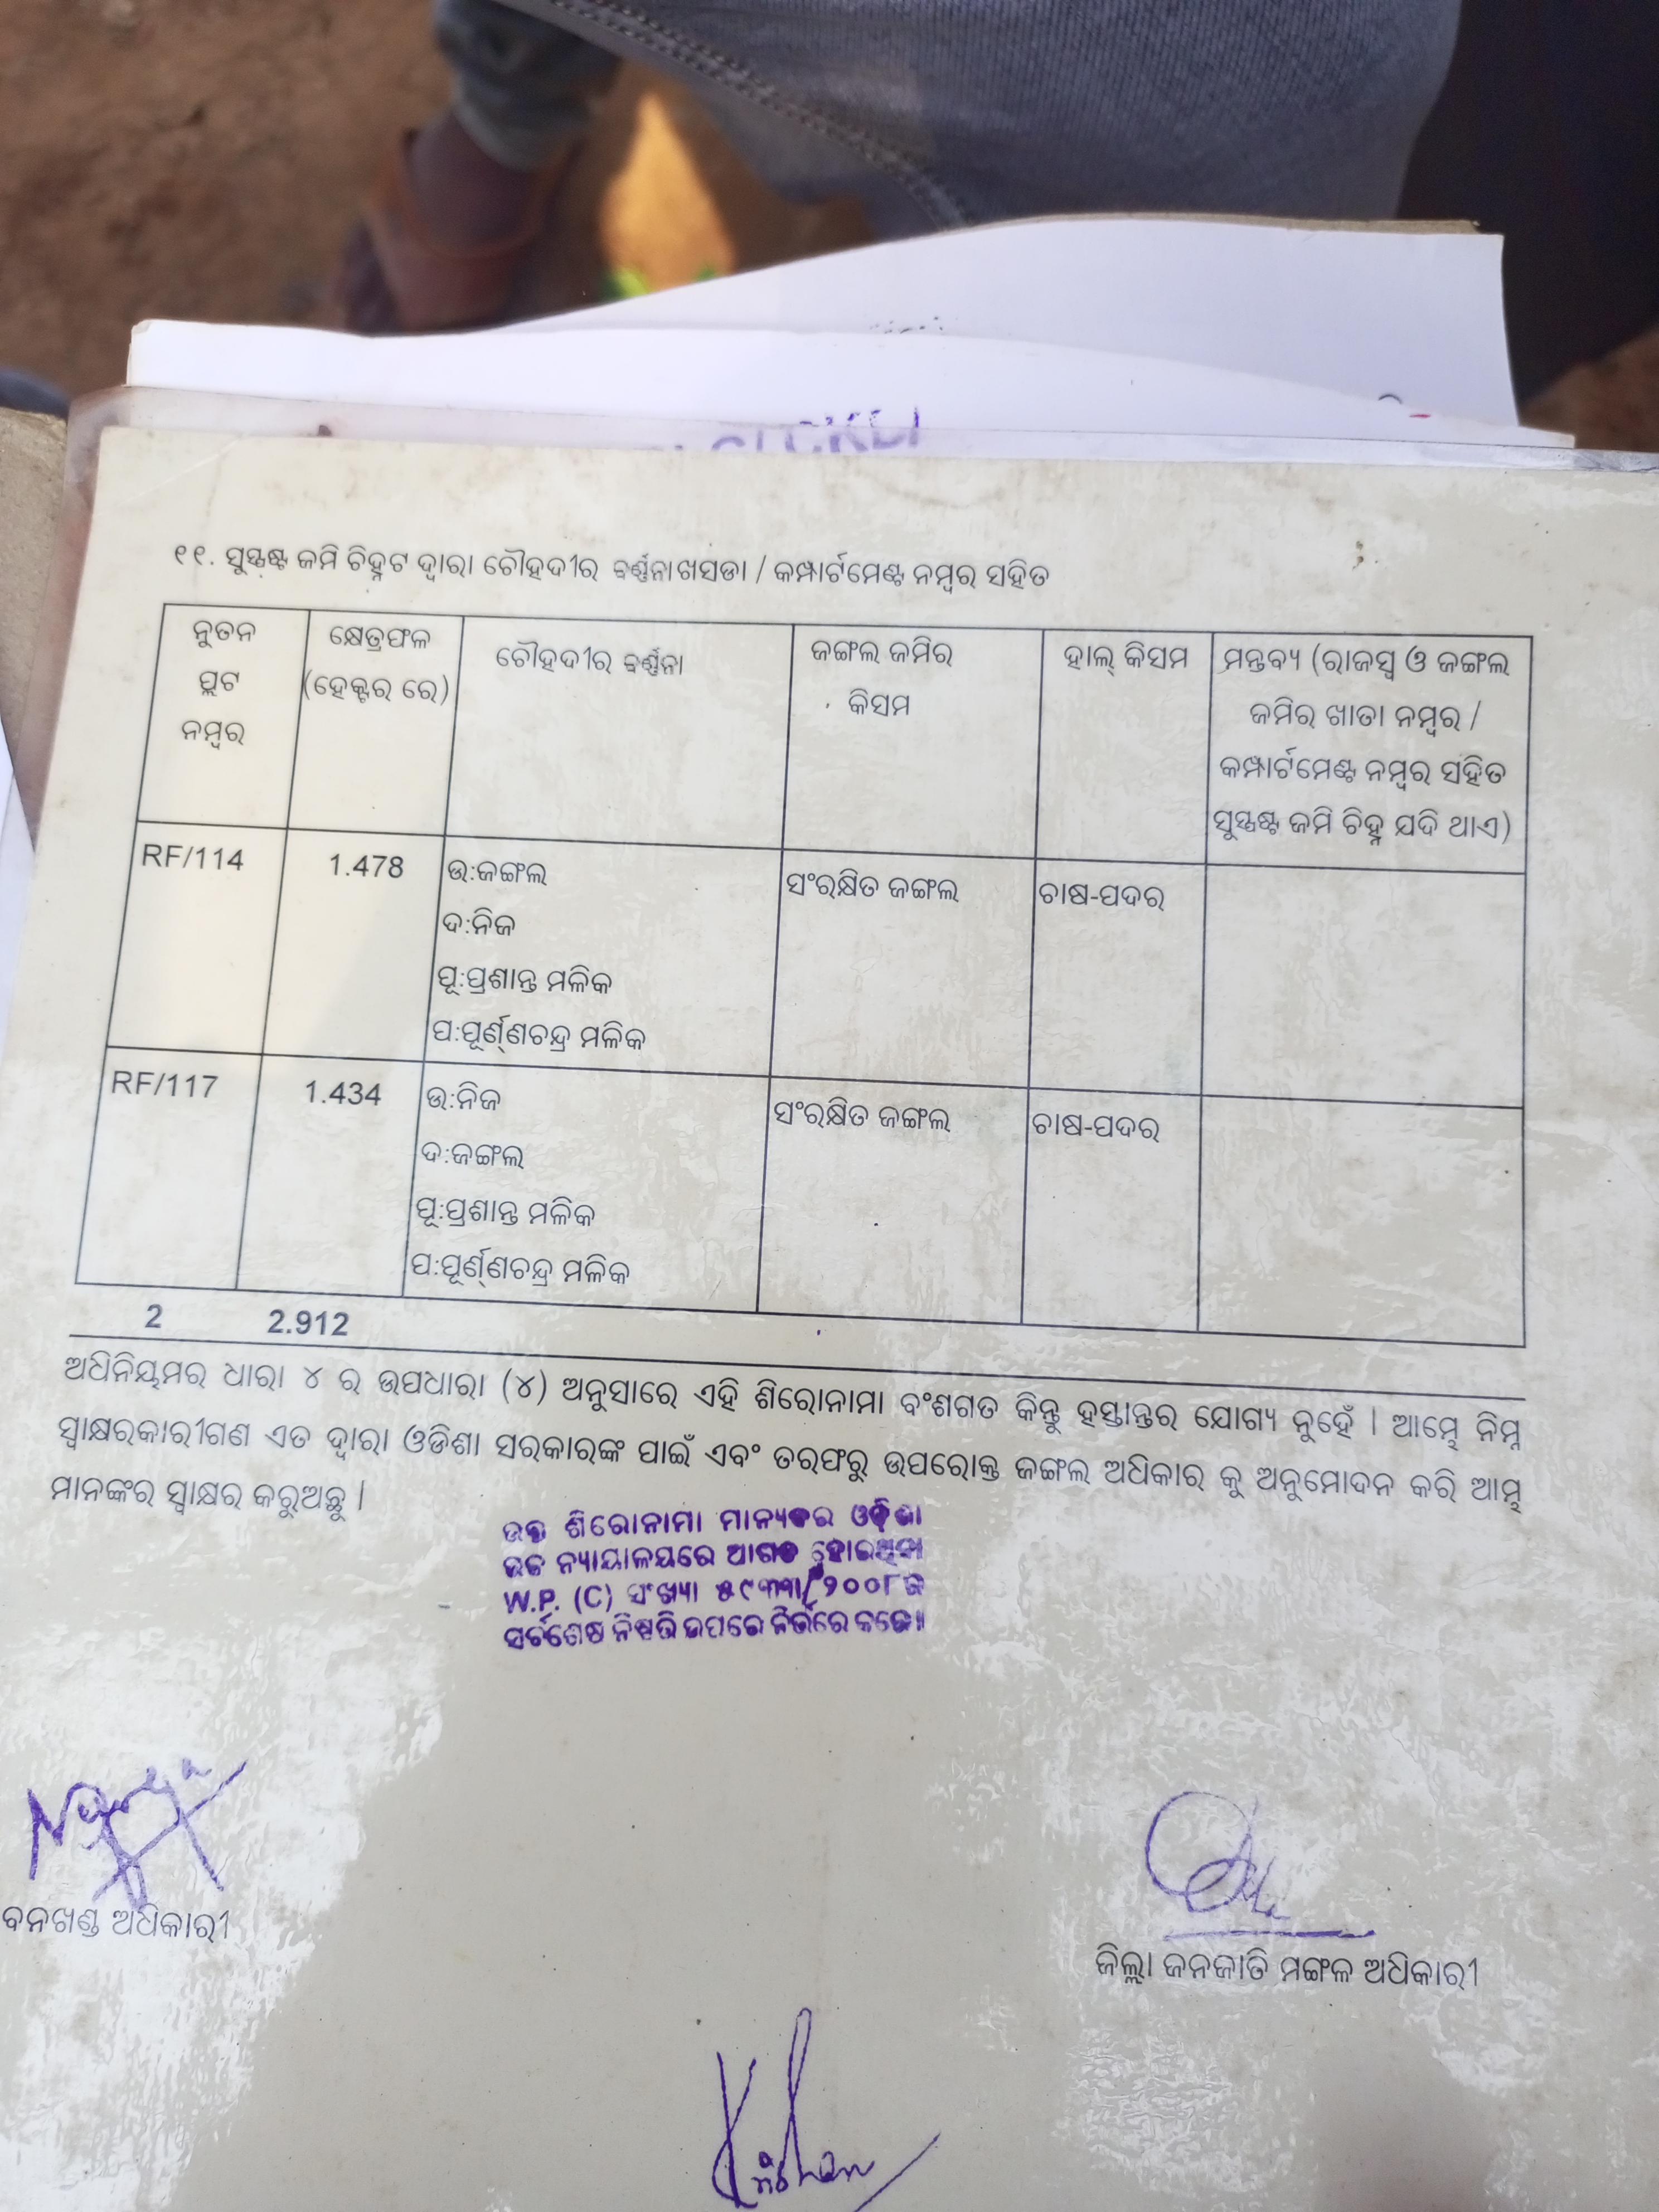 ୧୧. ସୁସ୍ପଷ୍ଟ ଜମି ଚିହ୍ନଟ ଦ୍ୱାରା ଚୌହଦୀର ବର୍ଣ୍ଣନା ଖସଡା / କମ୍ପାର୍ଟମେଣ୍ଟ ନମ୍ବର ସହିତ
ନୁତନ ପ୍ଲଟ ନମ୍ବର
କ୍ଷେତ୍ରଫଳ (ହେକ୍ଟର ରେ)
ଚୌହଦୀର ବର୍ଣ୍ଣନା
ଜଙ୍ଗଲ ଜମିର କିସମ
ହାଲ୍ କିସମ
ମନ୍ତବ୍ୟ (ରାଜସ୍ୱ ଓ ଜଙ୍ଗଲ
ଜମିର ଖାତା ନମ୍ବର /
କମ୍ପାର୍ଟମେଣ୍ଟ ନମ୍ବର ସହିତ
ସୁସ୍ପଷ୍ଟ ଜମି ଚିହ୍ନ ଯଦି ଥାଏ)
RF/114 1.478 ଉ:ଜଙ୍ଗଲ ସଂରକ୍ଷିତ ଜଙ୍ଗଲ ଚାଷ-ପଦର
ଦ:ନିଜ
ପୂ:ପ୍ରଶାନ୍ତ ମଳିକ
ପ:ପୂର୍ଣ୍ଣଚନ୍ଦ୍ର ମଳିକ
RF/117 1.434 ଉ:ନିଜ ସଂରକ୍ଷିତ ଜଙ୍ଗଲ ଚାଷ-ପଦର
ଦ:ଜଙ୍ଗଲ
ପୂ:ପ୍ରଶାନ୍ତ ମଳିକ
ପ:ପୂର୍ଣ୍ଣଚନ୍ଦ୍ର ମଳିକ
2 2.912
ଅଧିନିୟମର ଧାରା ୪ ର ଉପଧାରା (୪) ଅନୁସାରେ ଏହି ଶିରୋନାମା ବଂଶଗତ କିନ୍ତୁ ହସ୍ତାନ୍ତର ଯୋଗ୍ୟ ନୁହେଁ । ଆମ୍ଭେ ନିମ୍ନ
ସ୍ୱାକ୍ଷରକାରୀଗଣ ଏତ ଦ୍ୱାରା ଓଡିଶା ସରକାରଙ୍କ ପାଇଁ ଏବଂ ତରଫରୁ ଉପରୋକ୍ତ ଜଙ୍ଗଲ ଅଧିକାର କୁ ଅନୁମୋଦନ କରି ଆମ୍ଭ
ମାନଙ୍କର ସ୍ୱାକ୍ଷର କରୁଅଛୁ ।
ଉକ୍ତ ଶିରୋନାମା ମାନ୍ୟବର ଓଡ଼ିଶା
ଉଚ୍ଚ ନ୍ୟାୟାଳୟରେ ଆଗତ ହୋଇଥିବା
W.P. (C) ସଂଖ୍ୟା /୨୦୦୮ ର
ସର୍ବଶେଷ ନିଷ୍ପତ୍ତି ଉପରେ ନିର୍ଭର
ବନଖଣ୍ଡ ଅଧିକାରୀ
ଜିଲ୍ଲା ଜନଜାତି ମଙ୍ଗଳ ଅଧିକାରୀ
Krishan